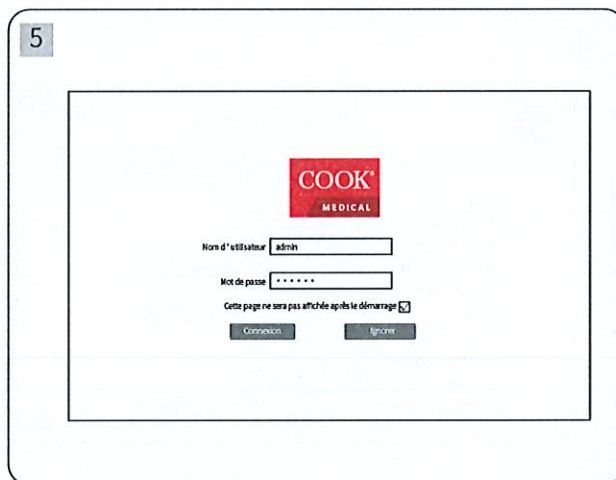 5
COOK®
MEDICAL
Nom d'utilisateur admin
Mot de passe ••••••
Cette page ne sera pas affichée après le démarrage ☑
Connexion Ignorer